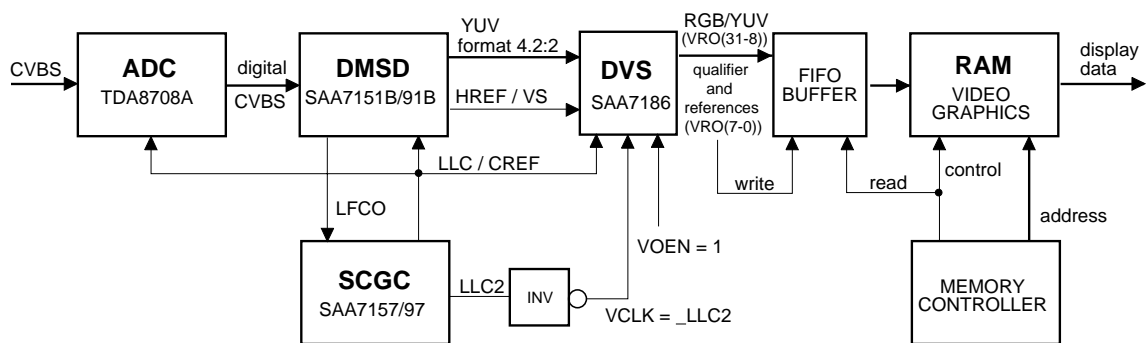 CVBS
ADC
TDA8708A
digital
CVBS
DMSD
SAA7151B/91B
YUV
format 4.2:2
HREF / VS
DVS
SAA7186
RGB/YUV
(VRO(31-8))
qualifier
and
references
(VRO(7-0))
FIFO
BUFFER
RAM
VIDEO
GRAPHICS
display
data
LLC / CREF
write
read
control
LFCO
address
VOEN = 1
SCGC
SAA7157/97
LLC2
INV
VCLK = _LLC2
MEMORY
CONTROLLER